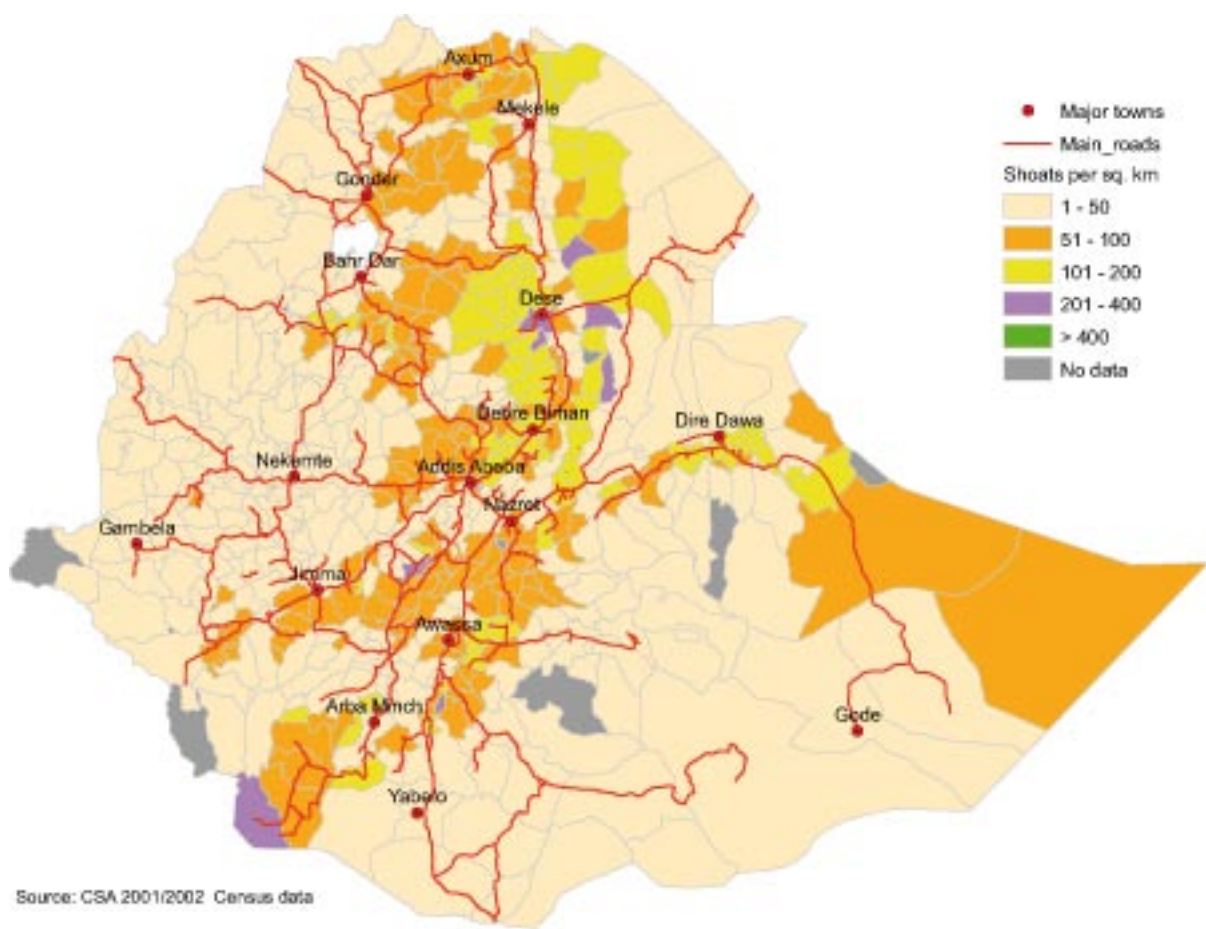 Axum
Mekele
Major towns
Main_roads
Shoats per sq. km
1 - 50
51 - 100
101 - 200
201 - 400
> 400
No data
Gonder
Bahr Dar
Dese
Debre Birhan
Dire Dawa
Nekemte
Addis Ababa
Nazret
Gambela
Jimma
Awassa
Arba Minch
Gode
Yabelo
Source: CSA 2001/2002 Census data